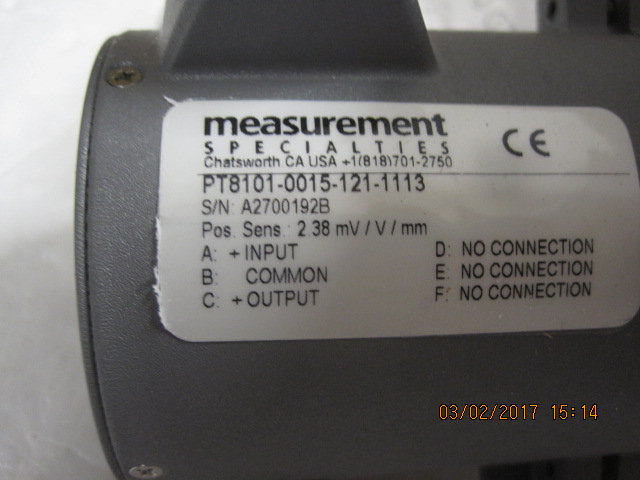 measurement
SPECIALTIES
Chatsworth CA USA +1(818)701-2750
CE
PT8101-0015-121-1113
S/N: A2700192B
Pos. Sens.: 2.38 mV / V / mm
A: + INPUT
B: COMMON
C: + OUTPUT
D: NO CONNECTION
E: NO CONNECTION
F: NO CONNECTION
03/02/2017 15:14